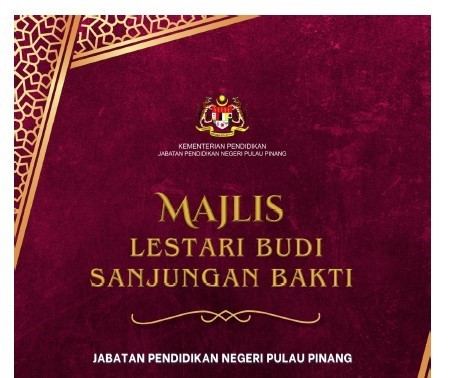 KEMENTERIAN PENDIDIKAN
JABATAN PENDIDIKAN NEGERI PULAU PINANG
MAJLIS
LESTARI BUDI
SANJUNGAN BAKTI
JABATAN PENDIDIKAN NEGERI PULAU PINANG